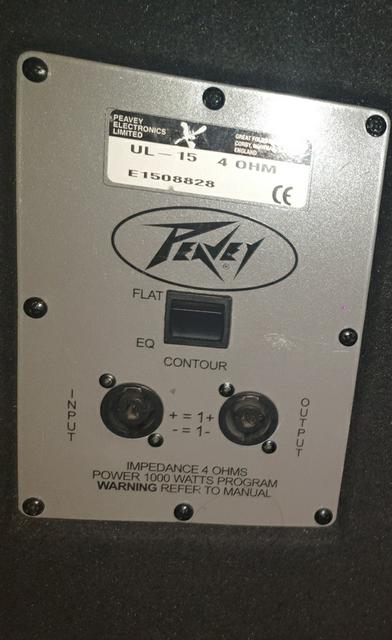 PEAVEY
ELECTRONICS
LIMITED
GREAT
CORBY,
ENGLAND
UL-15 4 OHM
E1508828
CE
PEAVEY
®
FLAT
EQ
CONTOUR
INPUT
+ = 1+
- = 1-
OUTPUT
IMPEDANCE 4 OHMS
POWER 1000 WATTS PROGRAM
WARNING REFER TO MANUAL